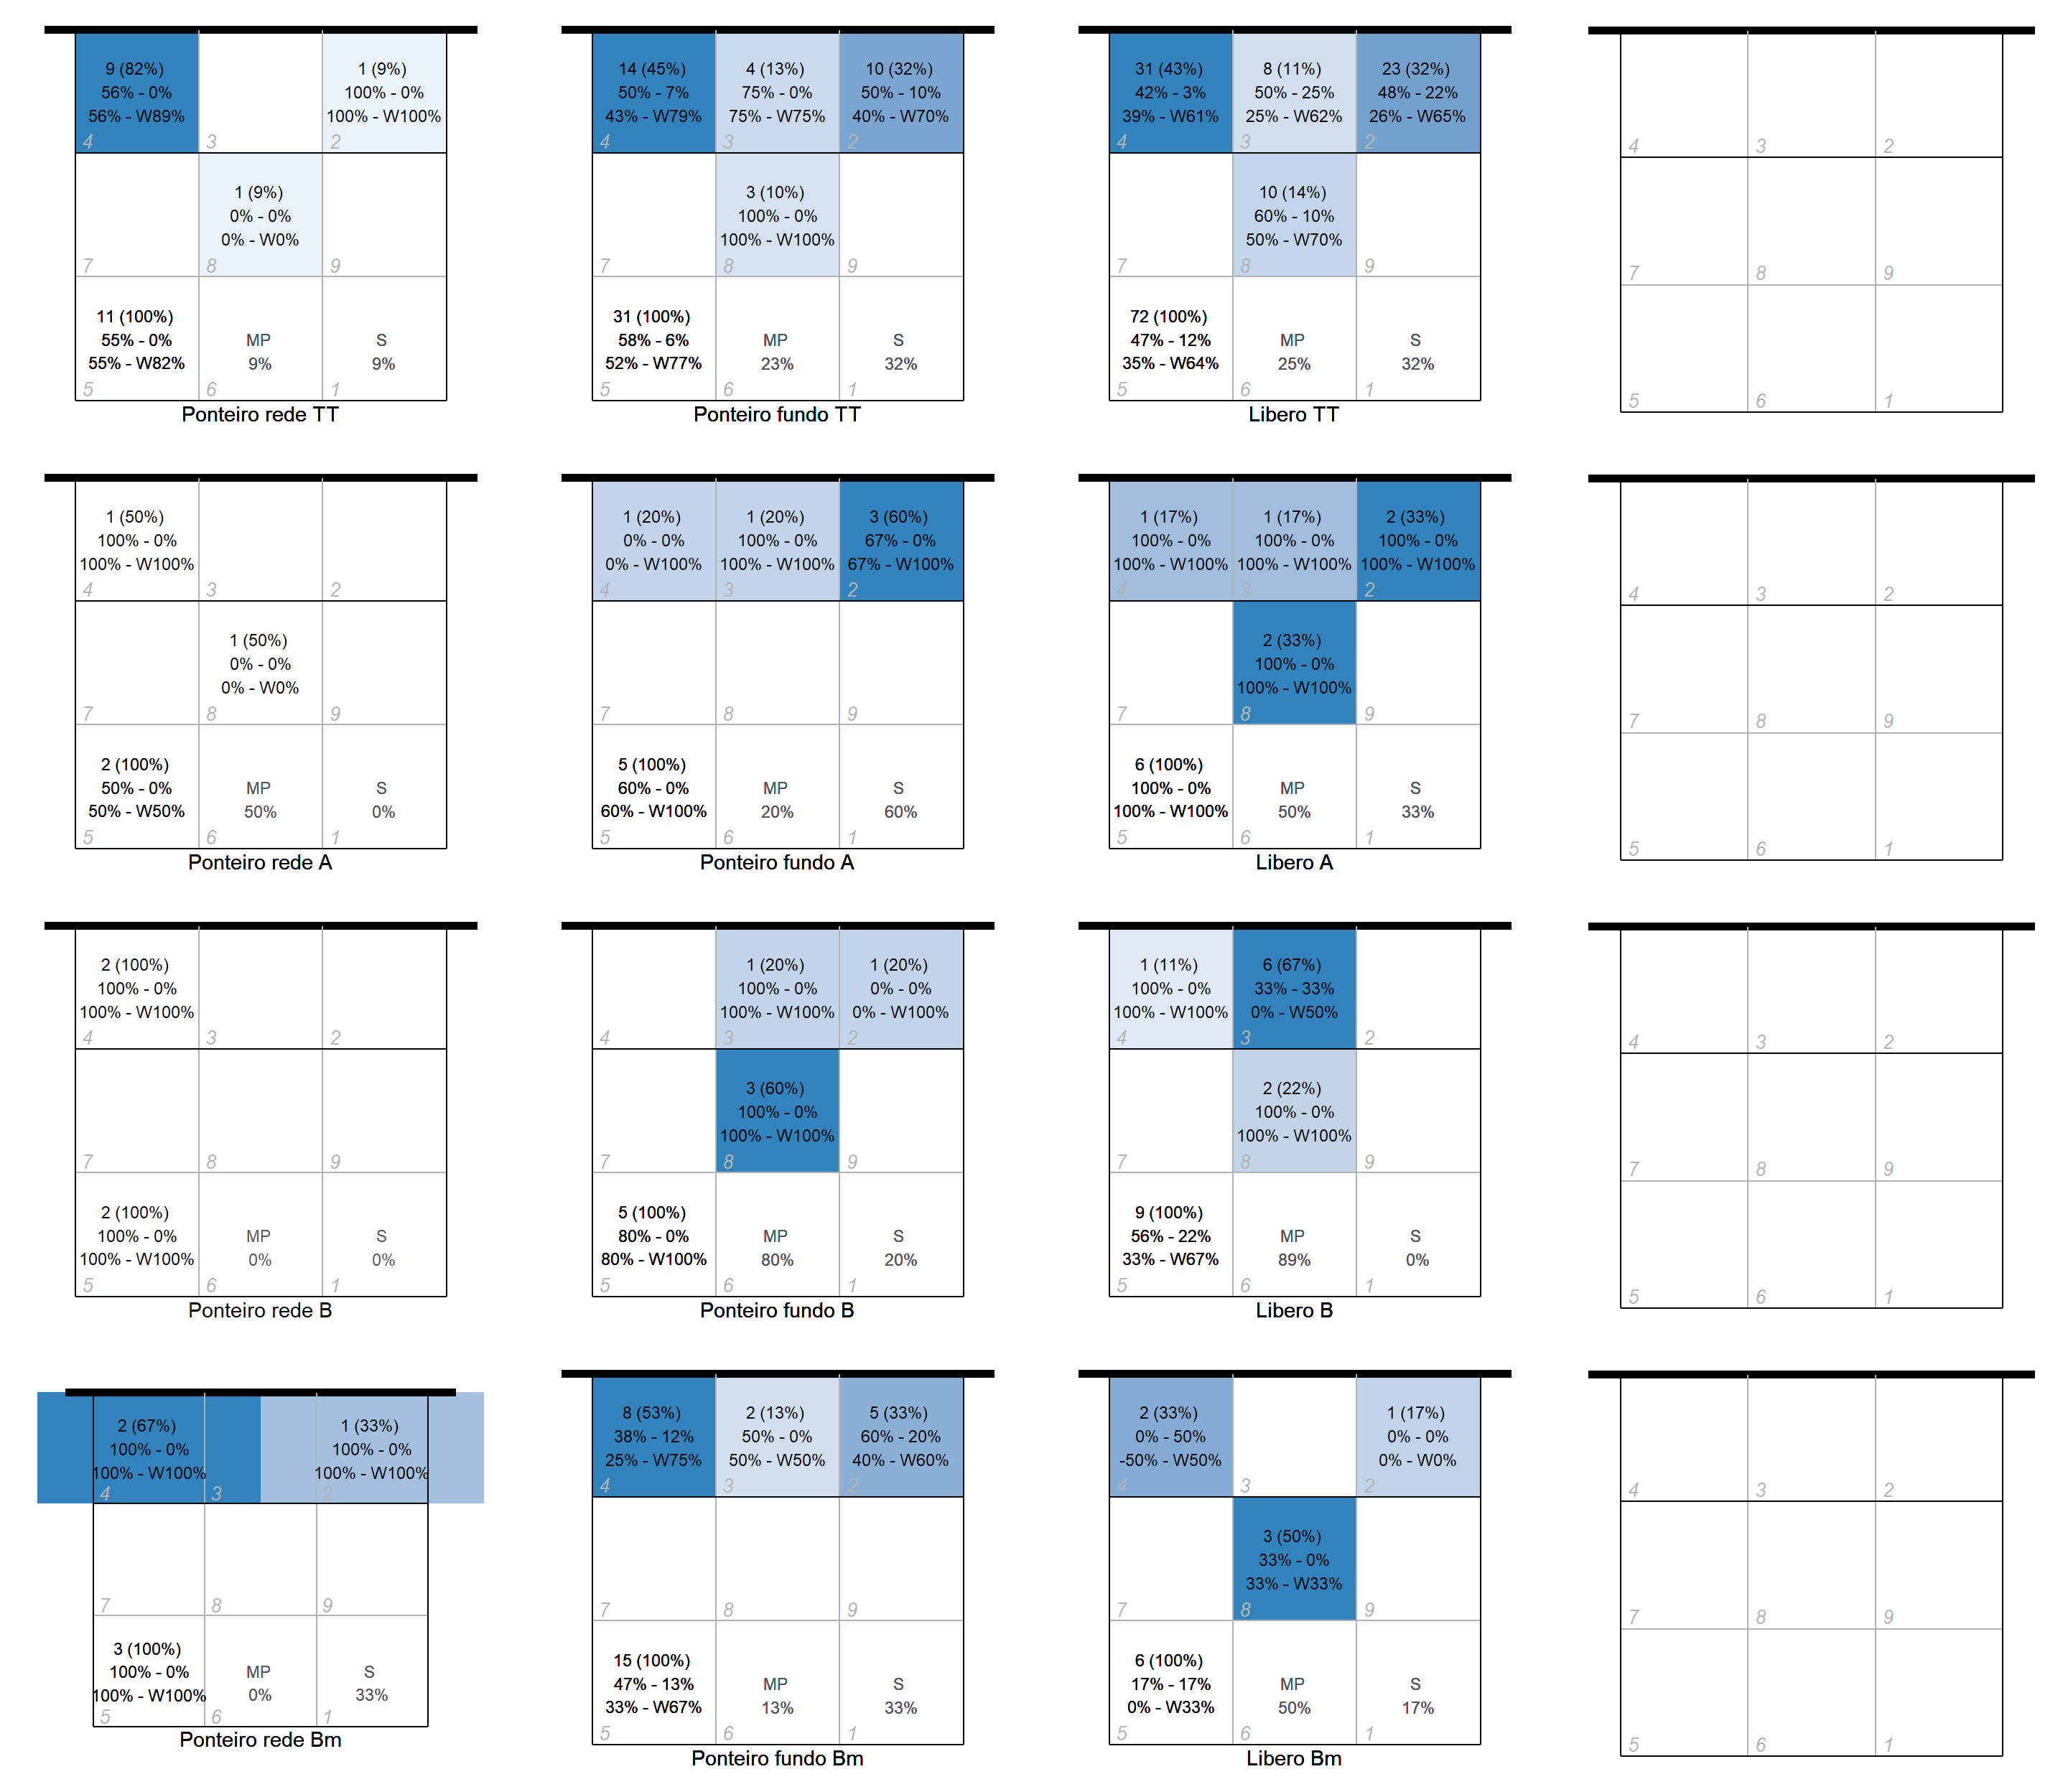 9 (82%)
56% - 0%
56% - W89%
4
3
1 (9%)
100% - 0%
100% - W100%
2
7
1 (9%)
0% - 0%
0% - W0%
8
9
11 (100%)
55% - 0%
55% - W82%
5
MP
9%
6
S
9%
1
Ponteiro rede TT
14 (45%)
50% - 7%
43% - W79%
4
4 (13%)
75% - 0%
75% - W75%
3
10 (32%)
50% - 10%
40% - W70%
2
7
3 (10%)
100% - 0%
100% - W100%
8
9
31 (100%)
58% - 6%
52% - W77%
5
MP
23%
6
S
32%
1
Ponteiro fundo TT
31 (43%)
42% - 3%
39% - W61%
4
8 (11%)
50% - 25%
25% - W62%
3
23 (32%)
48% - 22%
26% - W65%
2
7
10 (14%)
60% - 10%
50% - W70%
8
9
72 (100%)
47% - 12%
35% - W64%
5
MP
25%
6
S
32%
1
Libero TT
4
3
2
7
8
9
5
6
1
1 (50%)
100% - 0%
100% - W100%
4
3
2
7
1 (50%)
0% - 0%
0% - W0%
8
9
2 (100%)
50% - 0%
50% - W50%
5
MP
50%
6
S
0%
1
Ponteiro rede A
1 (20%)
0% - 0%
0% - W100%
4
1 (20%)
100% - 0%
100% - W100%
3
3 (60%)
67% - 0%
67% - W100%
2
7
8
9
5 (100%)
60% - 0%
60% - W100%
5
MP
20%
6
S
60%
1
Ponteiro fundo A
1 (17%)
100% - 0%
100% - W100%
4
1 (17%)
100% - 0%
100% - W100%
3
2 (33%)
100% - 0%
100% - W100%
2
7
2 (33%)
100% - 0%
100% - W100%
8
9
6 (100%)
100% - 0%
100% - W100%
5
MP
50%
6
S
33%
1
Libero A
4
3
2
7
8
9
5
6
1
2 (100%)
100% - 0%
100% - W100%
4
3
2
7
8
9
2 (100%)
100% - 0%
100% - W100%
5
MP
0%
6
S
0%
1
Ponteiro rede B
4
1 (20%)
100% - 0%
100% - W100%
3
1 (20%)
0% - 0%
0% - W100%
2
7
3 (60%)
100% - 0%
100% - W100%
8
9
5 (100%)
80% - 0%
80% - W100%
5
MP
80%
6
S
20%
1
Ponteiro fundo B
1 (11%)
100% - 0%
100% - W100%
4
6 (67%)
33% - 33%
0% - W50%
3
2
7
2 (22%)
100% - 0%
100% - W100%
8
9
9 (100%)
56% - 22%
33% - W67%
5
MP
89%
6
S
0%
1
Libero B
4
3
2
7
8
9
5
6
1
2 (67%)
100% - 0%
100% - W100%
4
3
1 (33%)
100% - 0%
100% - W100%
2
7
8
9
3 (100%)
100% - 0%
100% - W100%
5
MP
0%
6
S
33%
1
Ponteiro rede Bm
8 (53%)
38% - 12%
25% - W75%
4
2 (13%)
50% - 0%
50% - W50%
3
5 (33%)
60% - 20%
40% - W60%
2
7
8
9
15 (100%)
47% - 13%
33% - W67%
5
MP
13%
6
S
33%
1
Ponteiro fundo Bm
2 (33%)
0% - 50%
-50% - W50%
4
3
1 (17%)
0% - 0%
0% - W0%
2
7
3 (50%)
33% - 0%
33% - W33%
8
9
6 (100%)
17% - 17%
0% - W33%
5
MP
50%
6
S
17%
1
Libero Bm
4
3
2
7
8
9
5
6
1